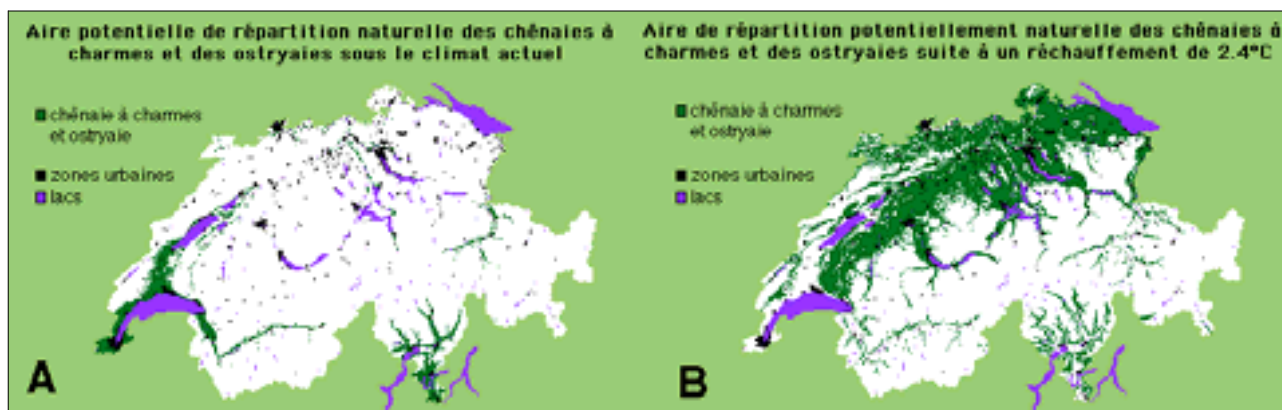 Aire potentielle de répartition naturelle des chênaies à
charmes et des ostryaies sous le climat actuel
chênaie à charmes
et ostryaie
zones urbaines
lacs
A
Aire de répartition potentiellement naturelle des chênaies à
charmes et des ostryaies suite à un réchauffement de 2.4°C
chênaie à charmes
et ostryaie
zones urbaines
lacs
B